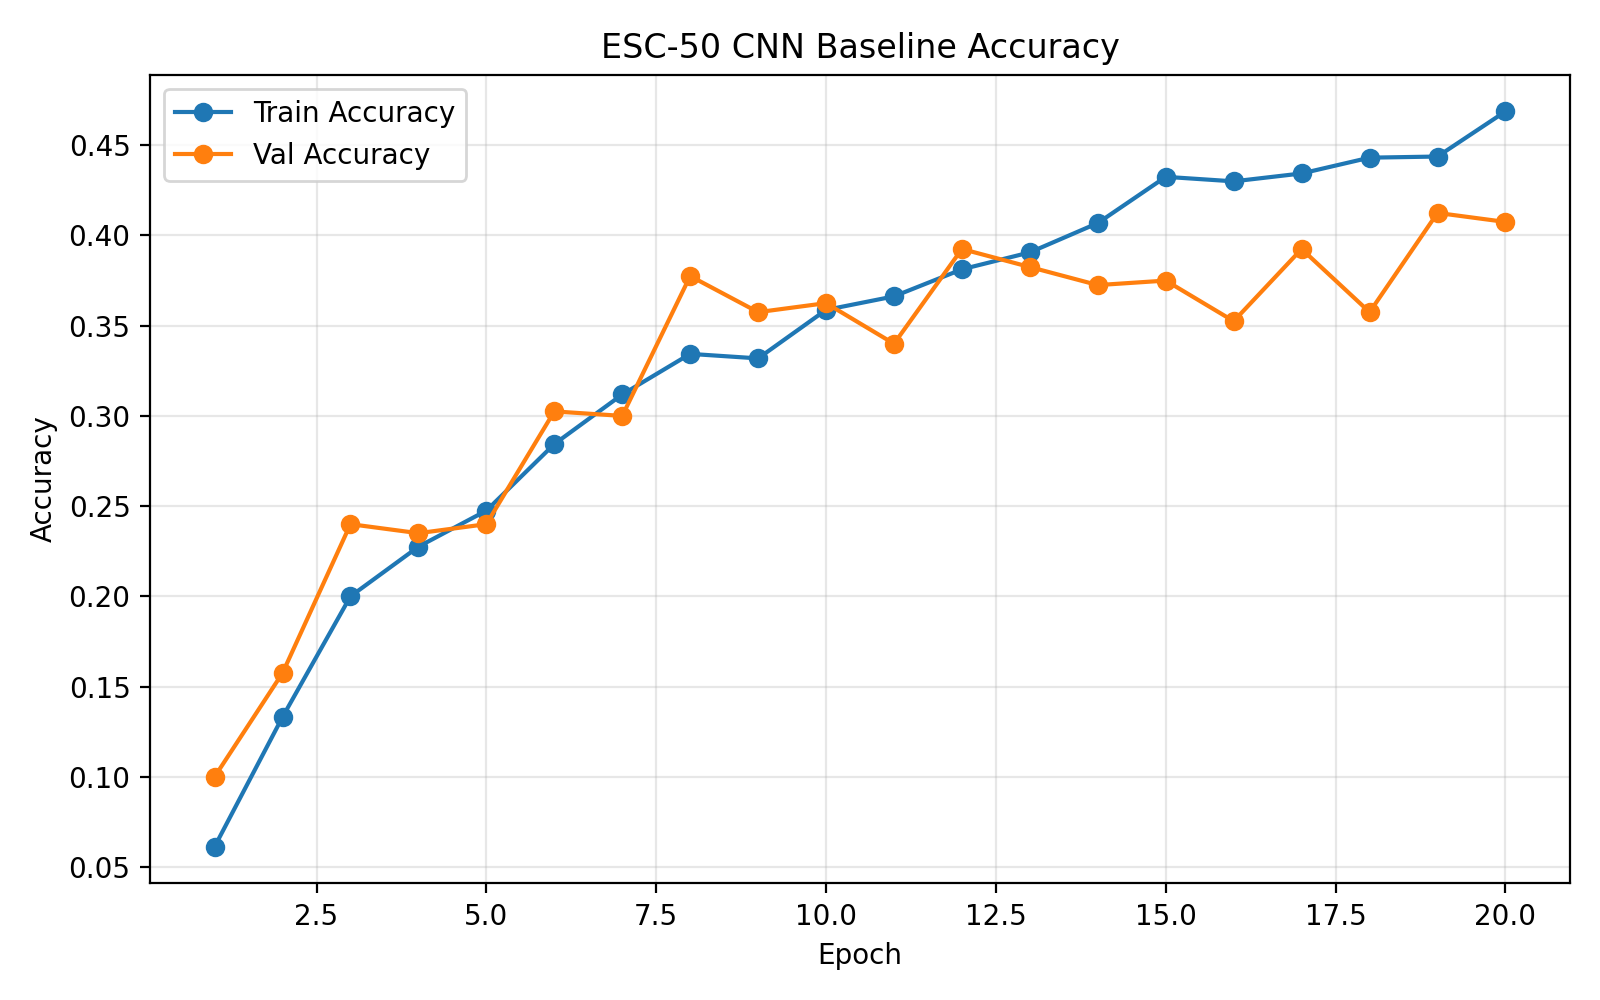 ESC-50 CNN Baseline Accuracy
Train Accuracy
Val Accuracy
0.45
0.40
0.35
0.30
0.25
0.20
0.15
0.10
0.05
Accuracy
2.5 5.0 7.5 10.0 12.5 15.0 17.5 20.0
Epoch